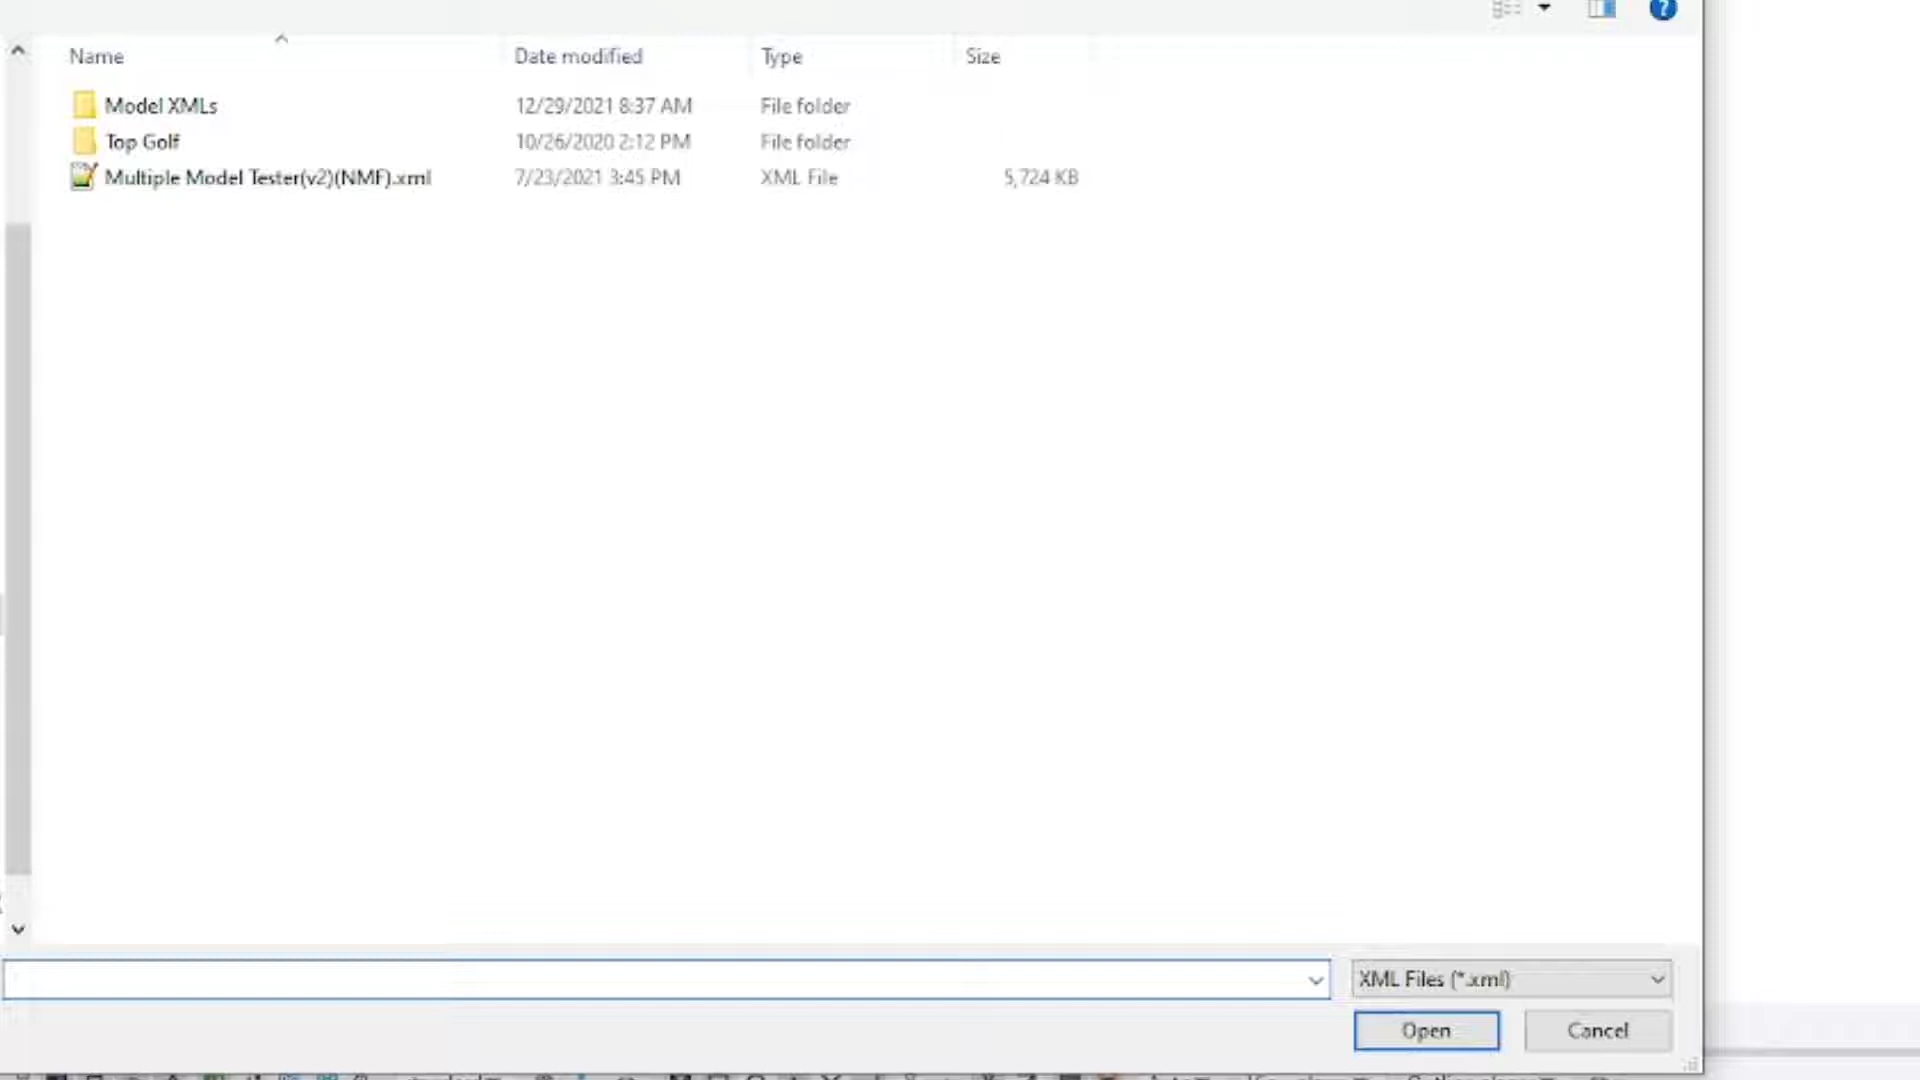 Name Date modified Type Size
Model XMLs 12/29/2021 8:37 AM File folder
Top Golf 10/26/2020 2:12 PM File folder
Multiple Model Tester(v2)(NMF).xml 7/23/2021 3:45 PM XML File 5,724 KB
XML Files (*.xml)
Open Cancel